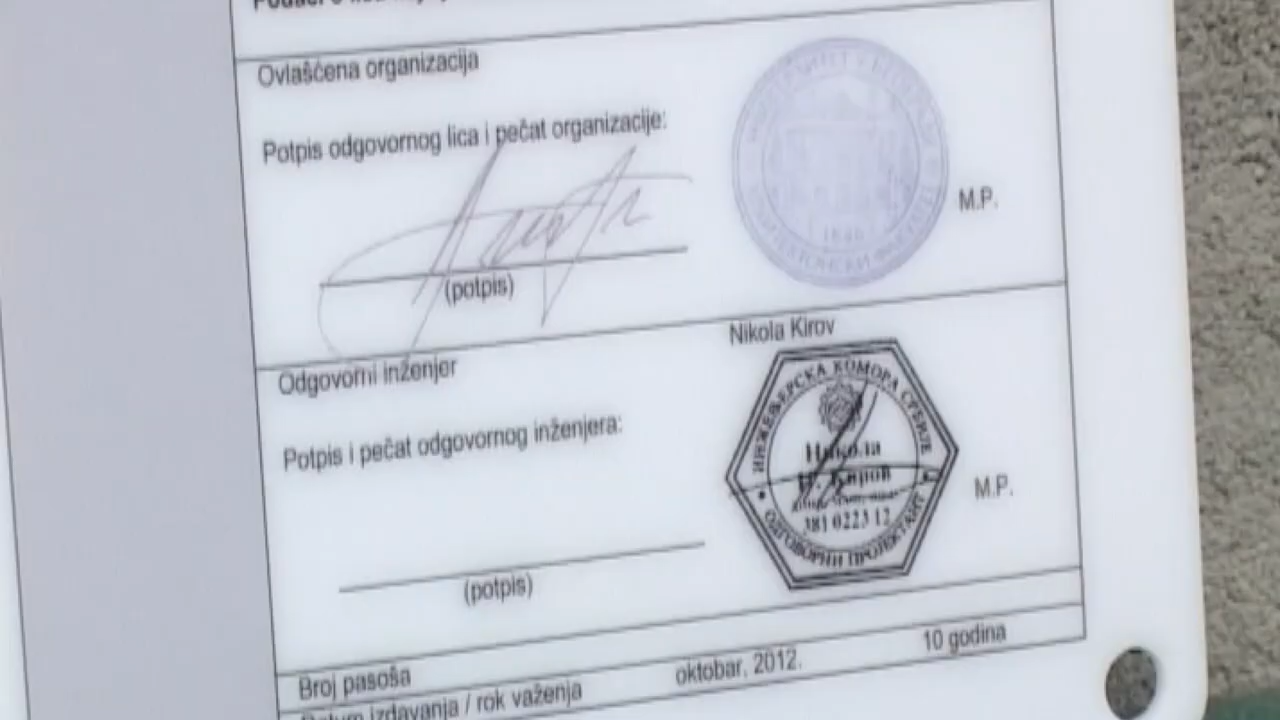 Ovlašćena organizacija
Potpis odgovornog lica i pečat organizacije:
M.P.
(potpis)
Nikola Kirov
Odgovorni inženjer
Potpis i pečat odgovornog inženjera:
ИНЖЕЊЕРСКА КОМОРА СРБИЈЕ
Никола
Киров
381 0223 12
ОДГОВОРНИ ПРОЈЕКТАНТ
M.P.
(potpis)
Broj pasoša
Datum izdavanja / rok važenja
oktobar, 2012.
10 godina